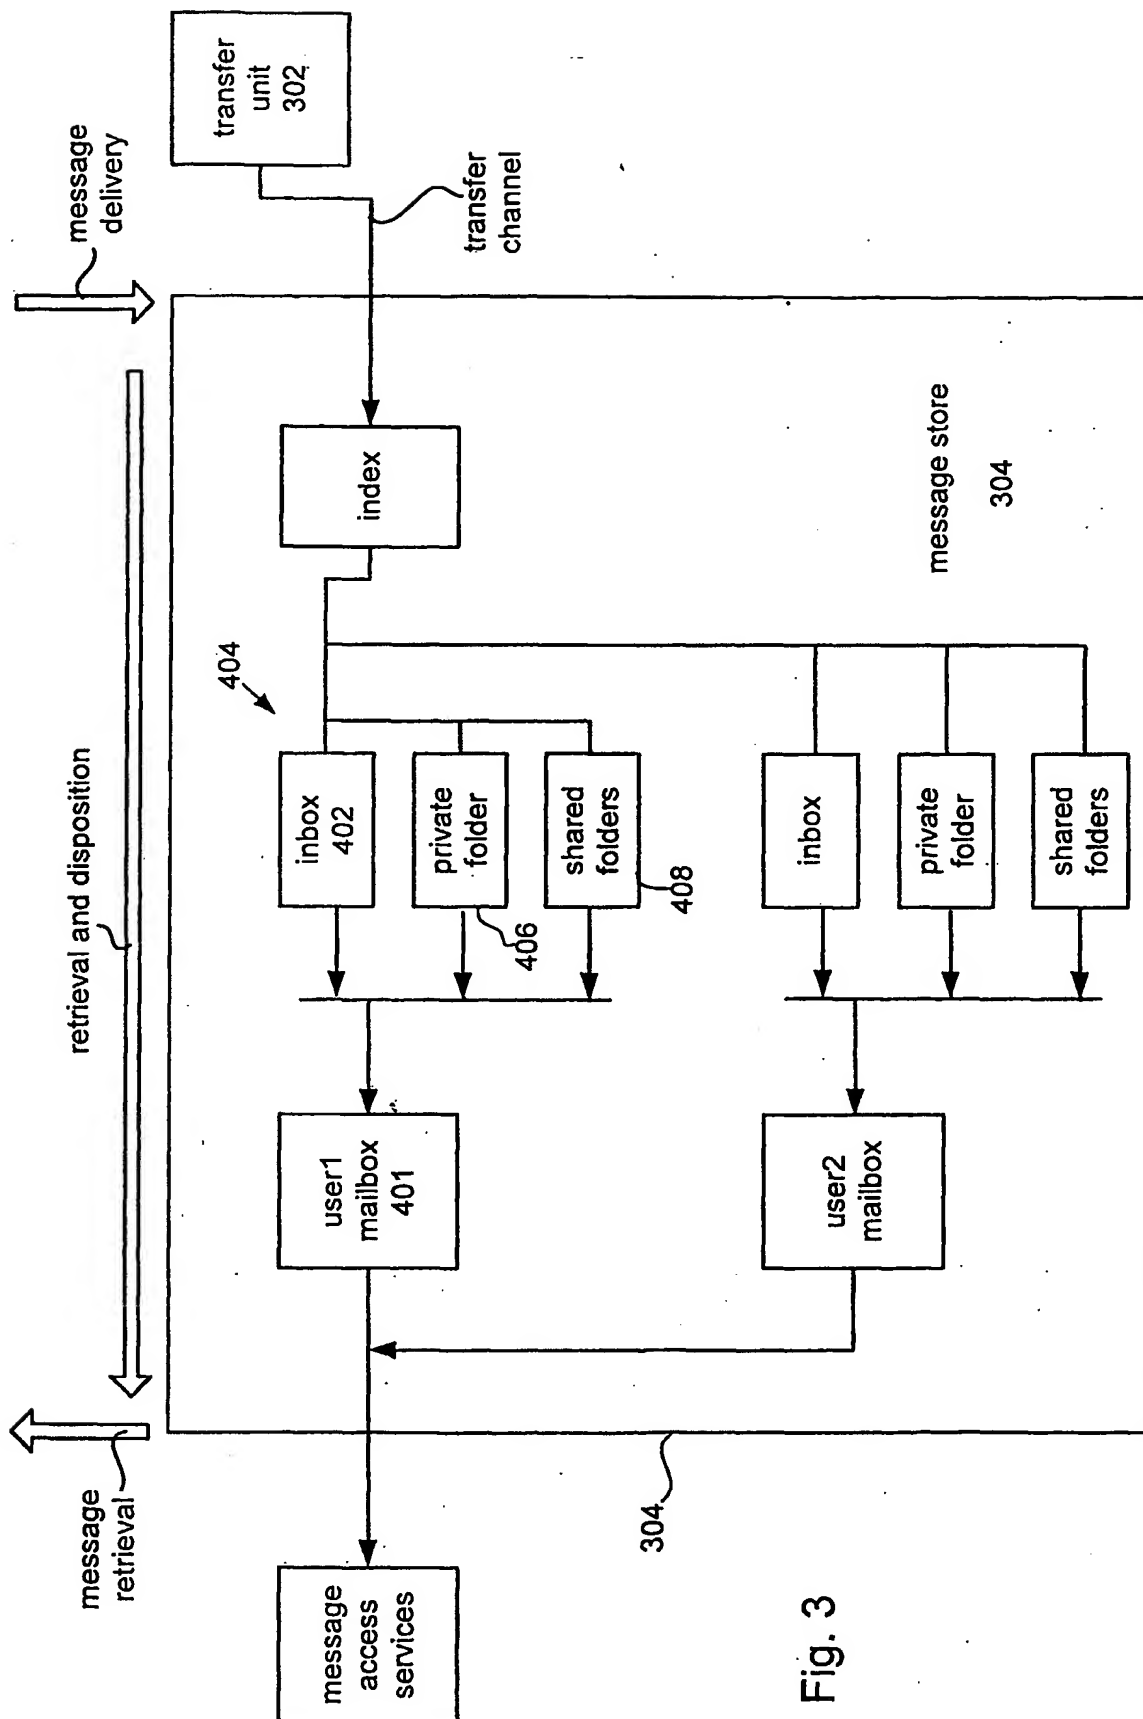 message
retrieval
retrieval and disposition
message
delivery
message
access
services
user1
mailbox
401
inbox
402
404
index
transfer
unit
302
transfer
channel
private
folder
406
shared
folders
408
user2
mailbox
inbox
private
folder
shared
folders
message store
304
304
Fig. 3